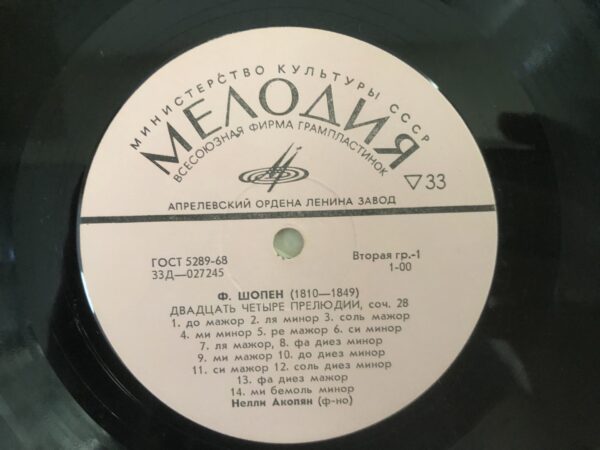 МИНИСТЕРСТВО КУЛЬТУРЫ СССР
МЕЛОДИЯ
ВСЕСОЮЗНАЯ ФИРМА ГРАМПЛАСТИНОК
▽33
АПРЕЛЕВСКИЙ ОРДЕНА ЛЕНИНА ЗАВОД
ГОСТ 5289-68
33Д—027245
Вторая гр.-1
1-00
Ф. ШОПЕН (1810—1849)
ДВАДЦАТЬ ЧЕТЫРЕ ПРЕЛЮДИИ, соч. 28
1. до мажор 2. ля минор 3. соль мажор
4. ми минор 5. ре мажор 6. си минор
7. ля мажор, 8. фа диез минор
9. ми мажор 10. до диез минор
11. си мажор 12. соль диез минор
13. фа диез мажор
14. ми бемоль минор
Нелли Акопян (ф-но)